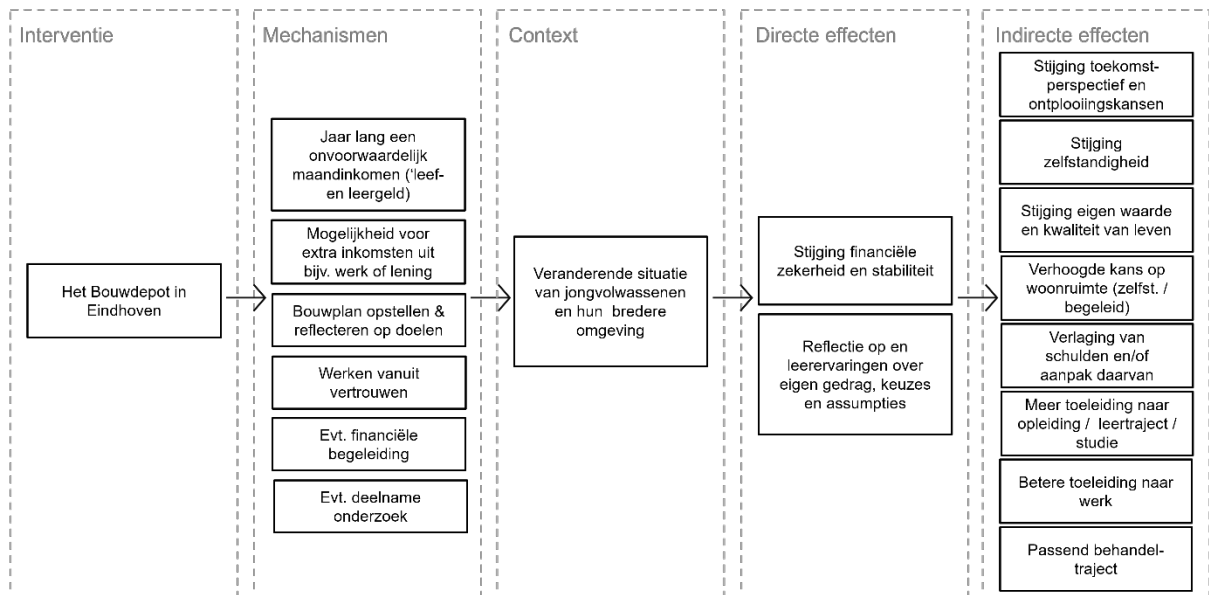 Interventie
Het Bouwdepot in
Eindhoven
Mechanismen
Jaar lang een
onvoorwaardelijk
maandinkomen (‘leef-
en leergeld)
Mogelijkheid voor
extra inkomsten uit
bijv. werk of lening
Bouwplan opstellen &
reflecteren op doelen
Werken vanuit
vertrouwen
Evt. financiële
begeleiding
Evt. deelname
onderzoek
Context
Veranderende situatie
van jongvolwassenen
en hun bredere
omgeving
Directe effecten
Stijging financiële
zekerheid en stabiliteit
Reflectie op en
leerervaringen over
eigen gedrag, keuzes
en assumpties
Indirecte effecten
Stijging toekomst-
perspectief en
ontplooiingskansen
Stijging
zelfstandigheid
Stijging eigen waarde
en kwaliteit van leven
Verhoogde kans op
woonruimte (zelfst. /
begeleid)
Verlaging van
schulden en/of
aanpak daarvan
Meer toeleiding naar
opleiding / leertraject /
studie
Betere toeleiding naar
werk
Passend behandel-
traject